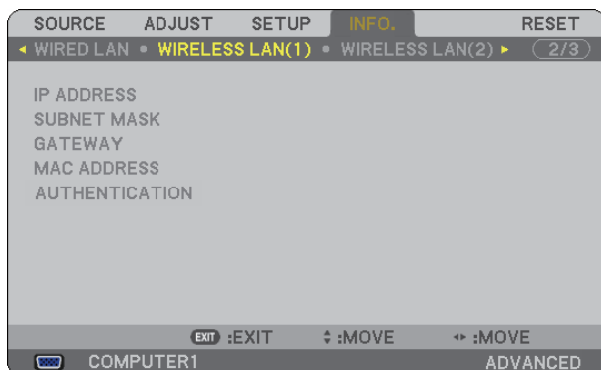 SOURCE ADJUST SETUP INFO. RESET
WIRED LAN • WIRELESS LAN(1) • WIRELESS LAN(2) 2/3
IP ADDRESS
SUBNET MASK
GATEWAY
MAC ADDRESS
AUTHENTICATION
EXIT :EXIT :MOVE :MOVE
COMPUTER1 ADVANCED